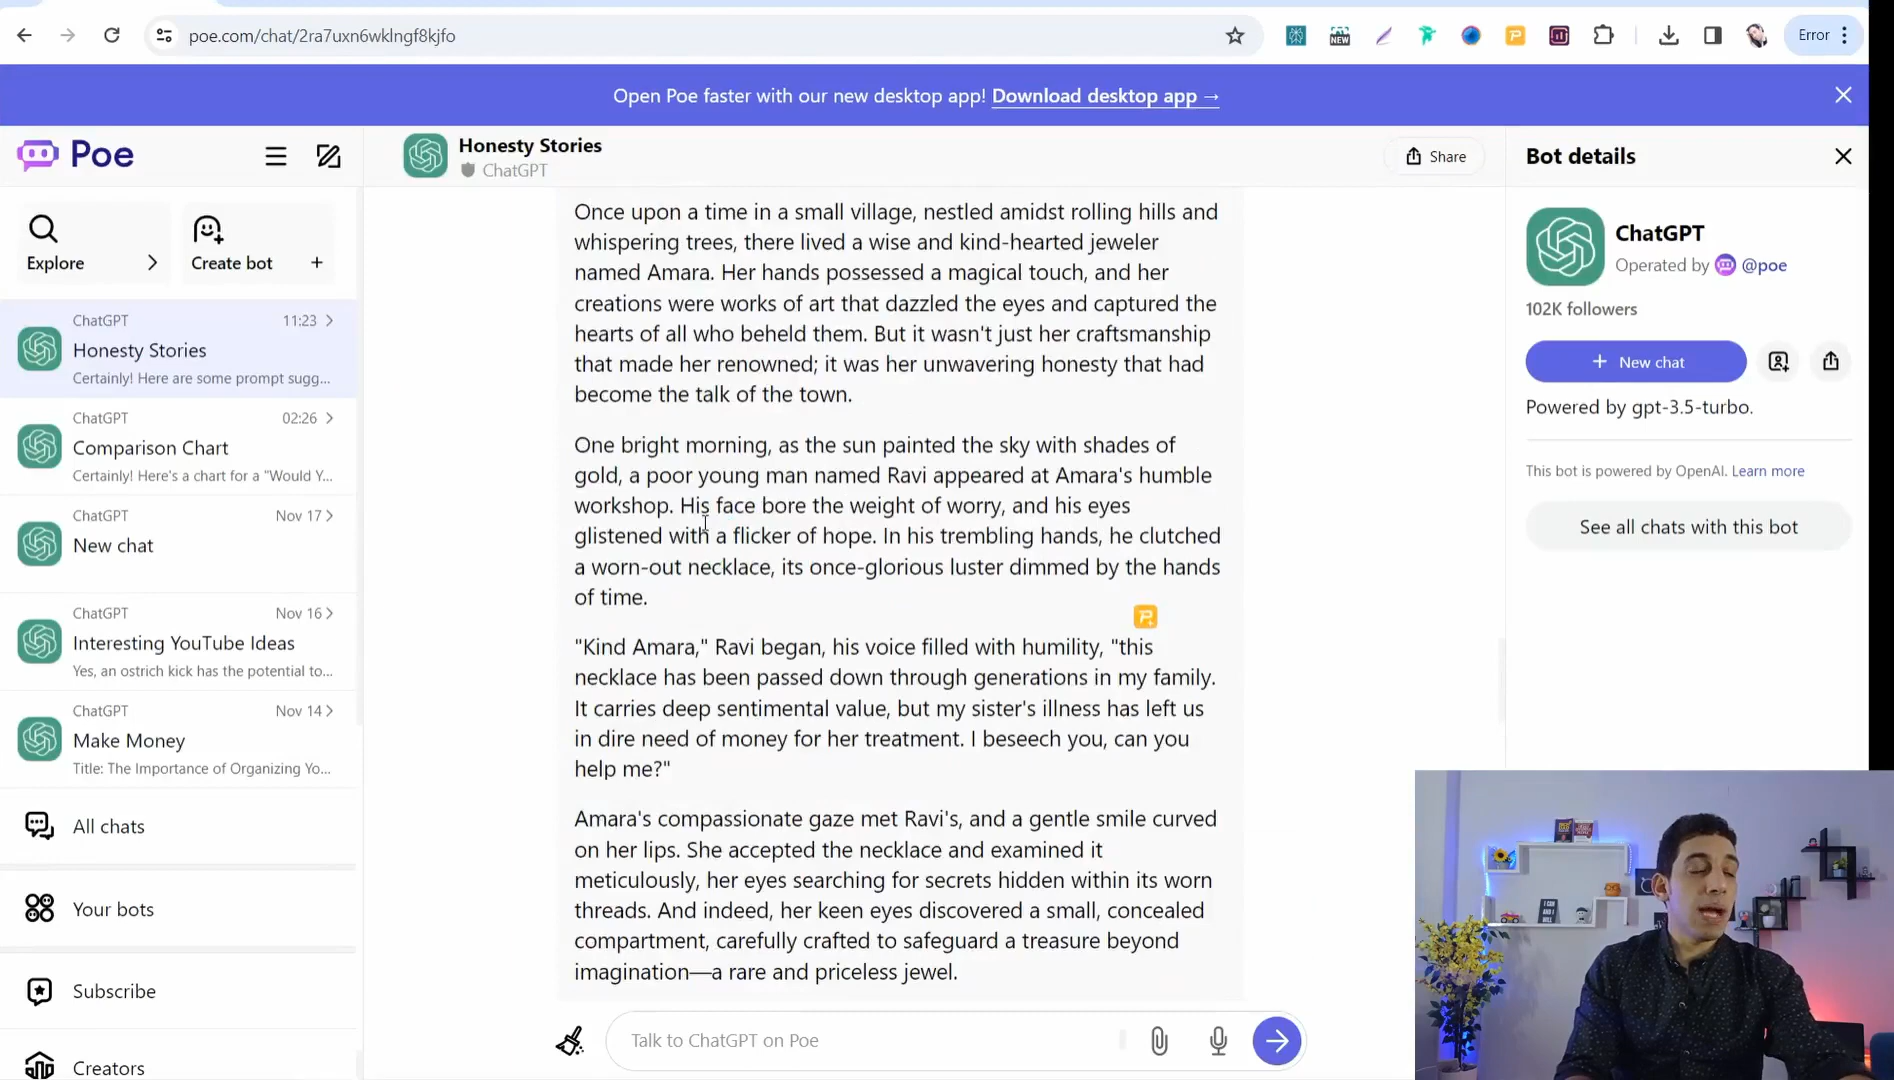 poe.com/chat/2ra7uxn6wklngf8kjfo
NEW
Error
Open Poe faster with our new desktop app! Download desktop app →
Poe
Explore
Create bot +
ChatGPT 11:23
Honesty Stories
Certainly! Here are some prompt sugg...
ChatGPT 02:26
Comparison Chart
Certainly! Here's a chart for a "Would Y...
ChatGPT Nov 17
New chat
ChatGPT Nov 16
Interesting YouTube Ideas
Yes, an ostrich kick has the potential to...
ChatGPT Nov 14
Make Money
Title: The Importance of Organizing Yo...
All chats
Your bots
Subscribe
Creators
Honesty Stories
ChatGPT
Share
Once upon a time in a small village, nestled amidst rolling hills and
whispering trees, there lived a wise and kind-hearted jeweler
named Amara. Her hands possessed a magical touch, and her
creations were works of art that dazzled the eyes and captured the
hearts of all who beheld them. But it wasn't just her craftsmanship
that made her renowned; it was her unwavering honesty that had
become the talk of the town.
One bright morning, as the sun painted the sky with shades of
gold, a poor young man named Ravi appeared at Amara's humble
workshop. His face bore the weight of worry, and his eyes
glistened with a flicker of hope. In his trembling hands, he clutched
a worn-out necklace, its once-glorious luster dimmed by the hands
of time.
"Kind Amara," Ravi began, his voice filled with humility, "this
necklace has been passed down through generations in my family.
It carries deep sentimental value, but my sister's illness has left us
in dire need of money for her treatment. I beseech you, can you
help me?"
Amara's compassionate gaze met Ravi's, and a gentle smile curved
on her lips. She accepted the necklace and examined it
meticulously, her eyes searching for secrets hidden within its worn
threads. And indeed, her keen eyes discovered a small, concealed
compartment, carefully crafted to safeguard a treasure beyond
imagination—a rare and priceless jewel.
Talk to ChatGPT on Poe
Bot details
ChatGPT
Operated by @poe
102K followers
+ New chat
Powered by gpt-3.5-turbo.
This bot is powered by OpenAI. Learn more
See all chats with this bot
I CAN
AND I
WILL